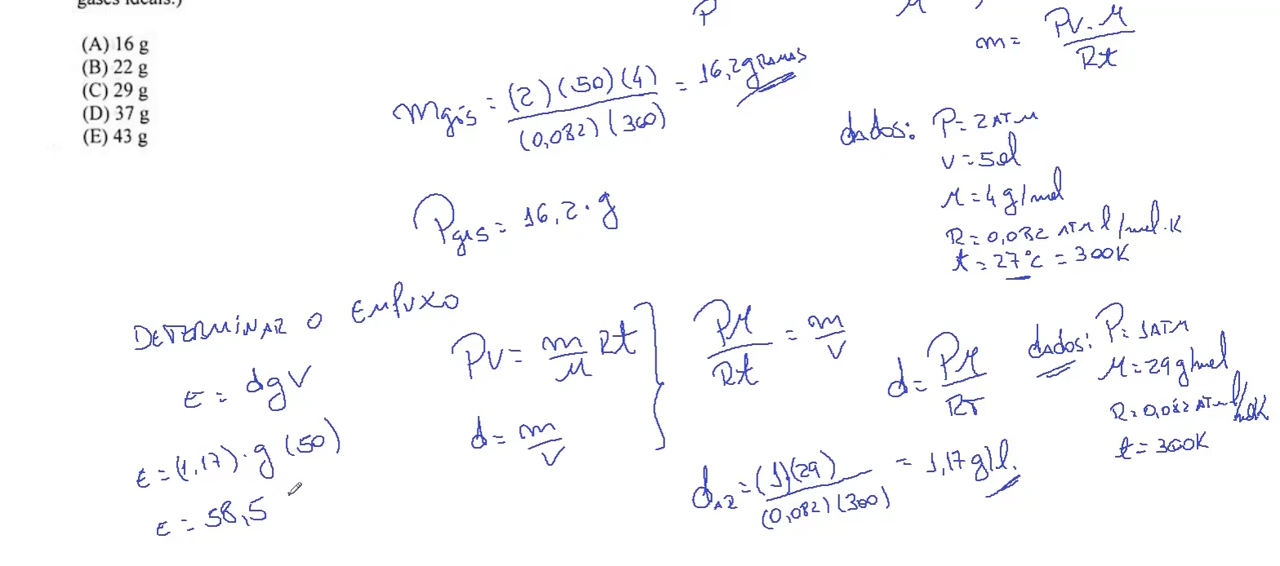 gases ideais.)
(A) 16 g
(B) 22 g
(C) 29 g
(D) 37 g
(E) 43 g
P
M
m = PV.M / Rt
mgás = (2)(50)(4) / (0,082)(300) = 16,2 gramas
dados: P = 2 ATM
V = 50l
M = 4 g/mol
R = 0,082 ATM l/mol.K
t = 27°C = 300K
Pgás = 16,2 . g
DETERMINAR O EMPUXO
E = dgV
E = (1,17) . g (50)
E = 58,5
PV = m/M Rt
d = m/V
PM/Rt = m/V
d = PM/RT
dados: P = 1ATM
M = 29 g/mol
R = 0,082 ATM l/molK
t = 300K
dAR = (1)(29) / (0,082)(300) = 1,17 g/l.